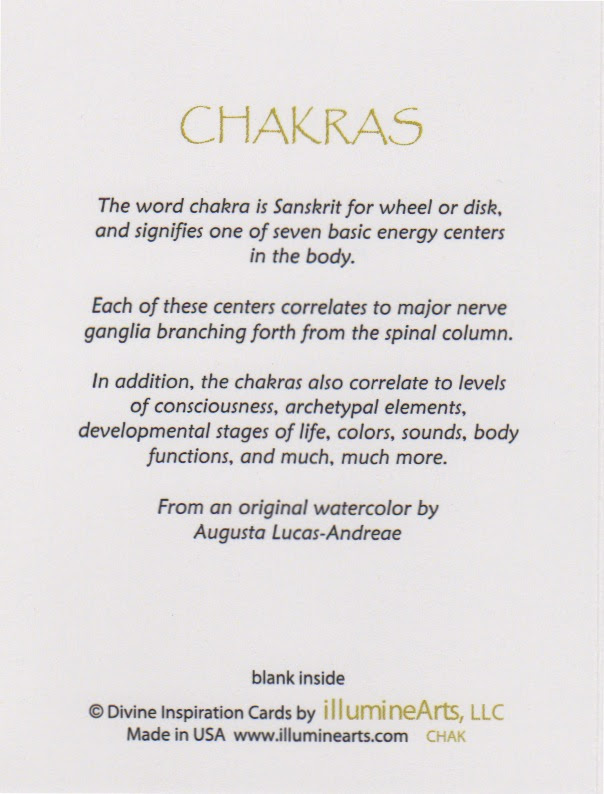 CHAKRAS
The word chakra is Sanskrit for wheel or disk,
and signifies one of seven basic energy centers
in the body.
Each of these centers correlates to major nerve
ganglia branching forth from the spinal column.
In addition, the chakras also correlate to levels
of consciousness, archetypal elements,
developmental stages of life, colors, sounds, body
functions, and much, much more.
From an original watercolor by
Augusta Lucas-Andreae
blank inside
© Divine Inspiration Cards by illumineArts, LLC
Made in USA www.illuminearts.com CHAK